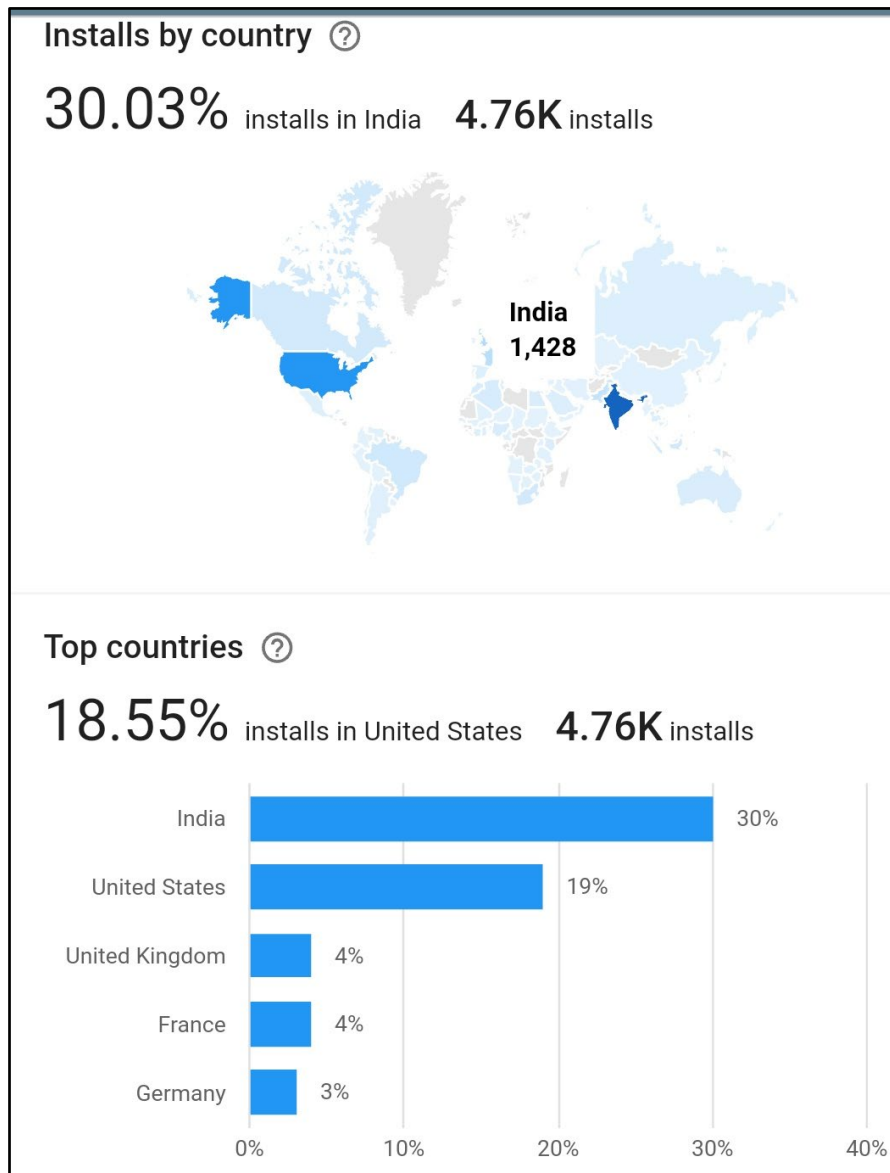 Installs by country ?
30.03% installs in India 4.76K installs
India
1,428
Top countries ?
18.55% installs in United States 4.76K installs
India 30%
United States 19%
United Kingdom 4%
France 4%
Germany 3%
0% 10% 20% 30% 40%